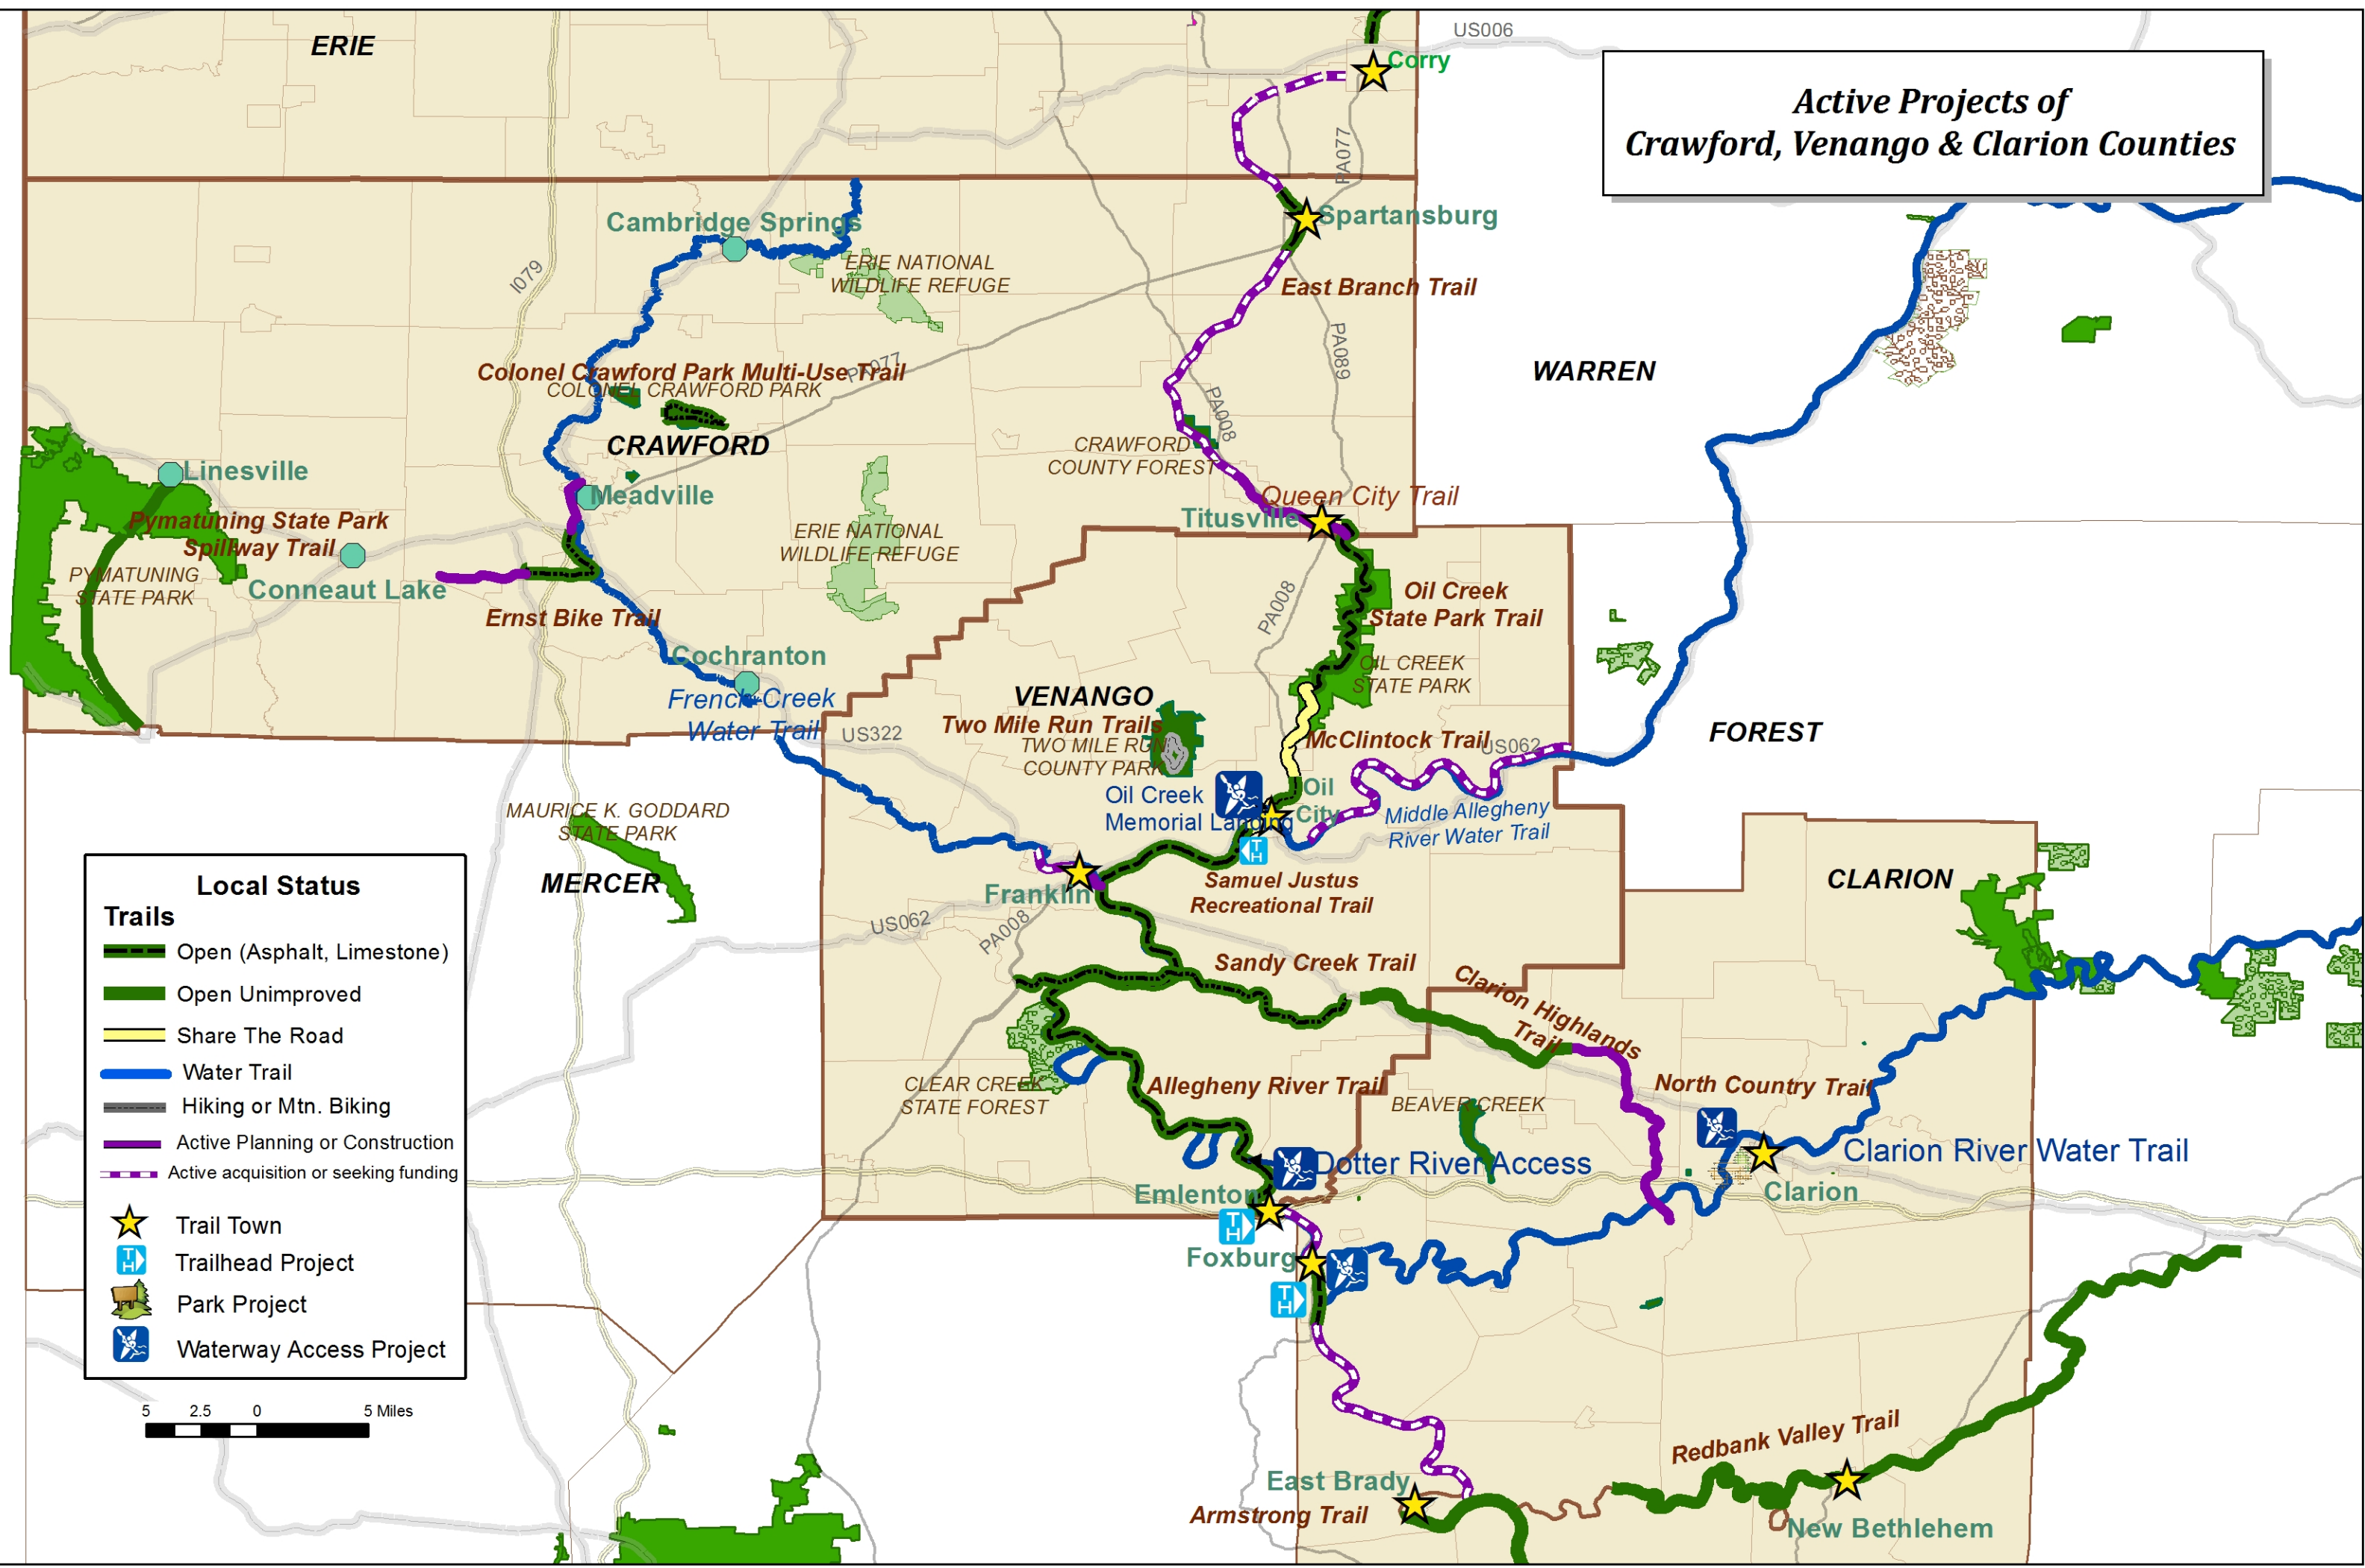 ERIE
US006
Corry
Active Projects of
Crawford, Venango & Clarion Counties
PA077
Cambridge Springs
Spartansburg
ERIE NATIONAL
WILDLIFE REFUGE
I079
East Branch Trail
PA089
WARREN
Colonel Crawford Park Multi-Use Trail
PA077
COLONEL CRAWFORD PARK
PA008
CRAWFORD
CRAWFORD
COUNTY FOREST
Linesville
Meadville
Queen City Trail
Titusville
Pymatuning State Park
Spillway Trail
ERIE NATIONAL
WILDLIFE REFUGE
PYMATUNING
STATE PARK
Conneaut Lake
Ernst Bike Trail
PA008
Oil Creek
State Park Trail
Cochranton
OIL CREEK
STATE PARK
French Creek
Water Trail
VENANGO
Two Mile Run Trails
TWO MILE RUN
COUNTY PARK
US322
McClintock Trail
US062
FOREST
Oil Creek
Memorial Landing
Oil
City
Middle Allegheny
River Water Trail
MAURICE K. GODDARD
STATE PARK
MERCER
Franklin
TH
Samuel Justus
Recreational Trail
CLARION
US062
PA008
Sandy Creek Trail
Clarion Highlands
Trail
CLEAR CREEK
STATE FOREST
Allegheny River Trail
BEAVER CREEK
North Country Trail
Dotter River Access
Clarion River Water Trail
Emlenton
Clarion
TH
Foxburg
TH
Redbank Valley Trail
East Brady
Armstrong Trail
New Bethlehem
Local Status
Trails
Open (Asphalt, Limestone)
Open Unimproved
Share The Road
Water Trail
Hiking or Mtn. Biking
Active Planning or Construction
Active acquisition or seeking funding
Trail Town
TH
Trailhead Project
Park Project
Waterway Access Project
5 2.5 0 5 Miles